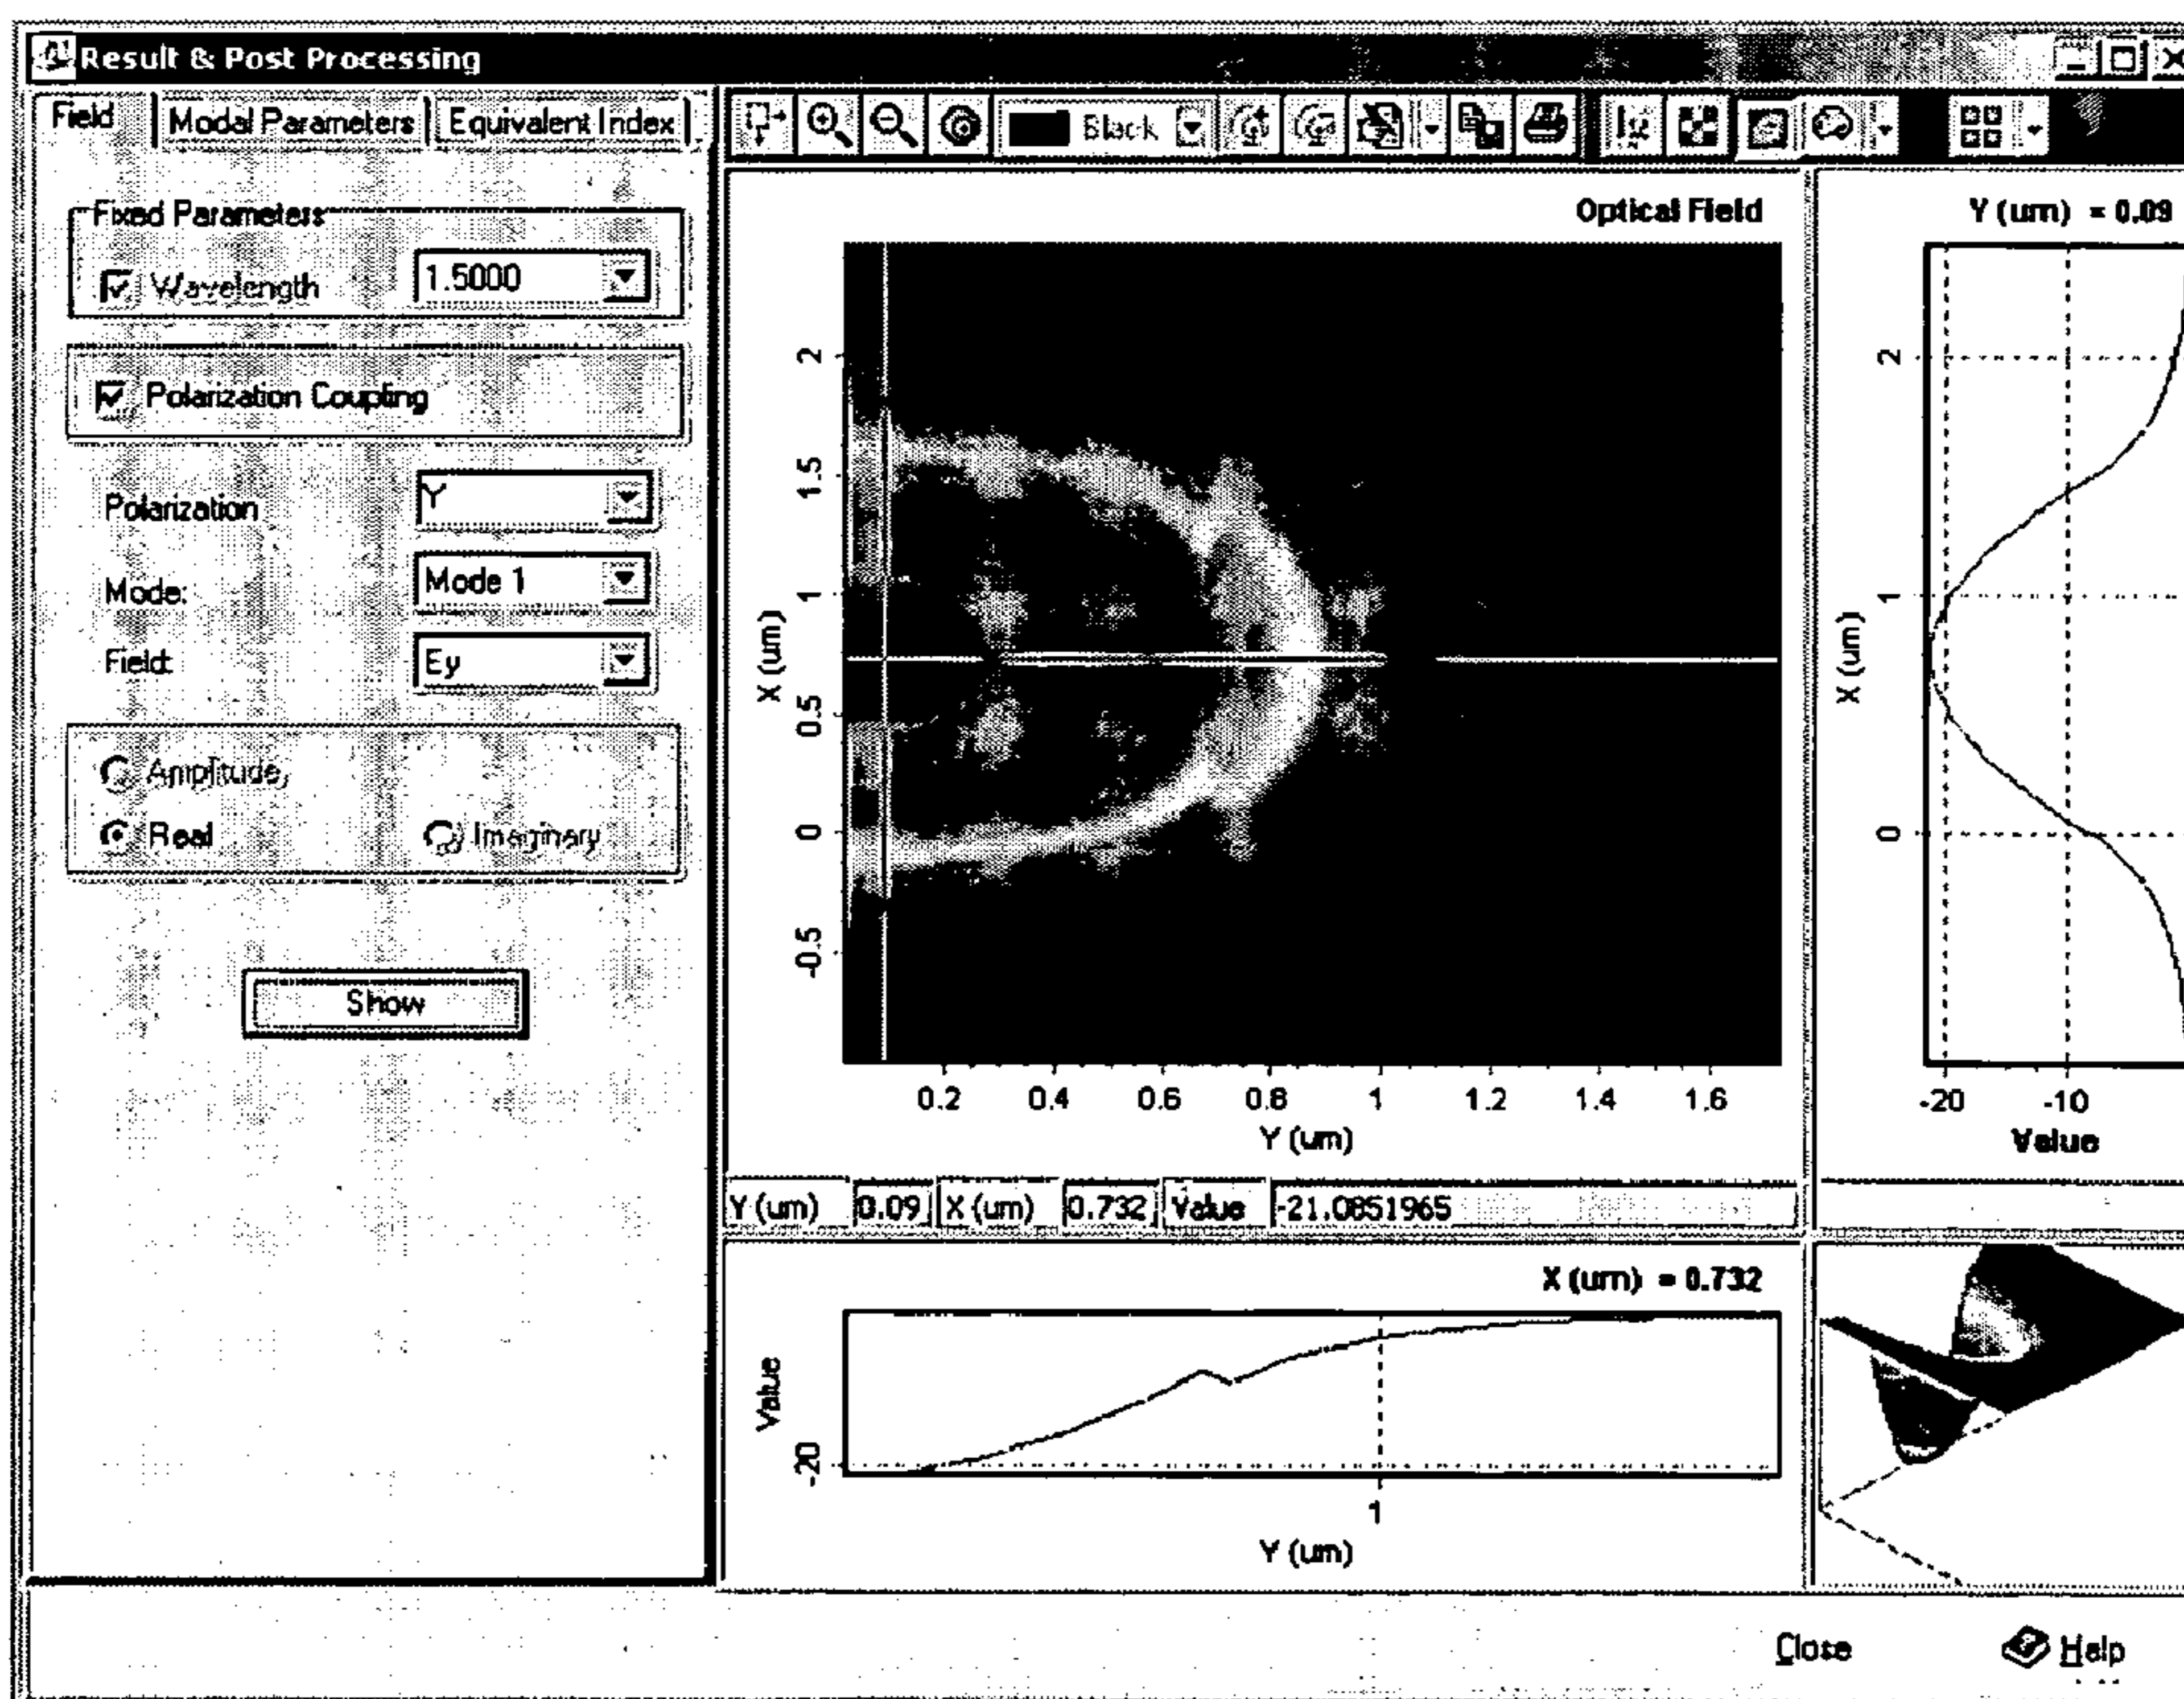 Result & Post Processing
Field Modal Parameters Equivalent Index
Black
Fixed Parameters
Wavelength 1.5000
Polarization Coupling
Polarization Y
Mode: Mode 1
Field: Ey
Amplitude
Real Imaginary
Show
Optical Field
2
1.5
1
0.5
0
-0.5
X (um)
0.2 0.4 0.6 0.8 1 1.2 1.4 1.6
Y (um)
Y (um) 0.09 X (um) 0.732 Value -21.0851965
Y (um) = 0.09
2
1
0
X (um)
-20 -10
Value
X (um) = 0.732
Value
-20
1
Y (um)
Close Help